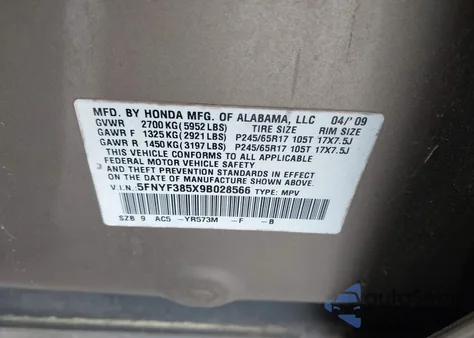 MFD. BY HONDA MFG. OF ALABAMA, LLC 04/'09
GVWR 2700 KG (5952 LBS) TIRE SIZE RIM SIZE
GAWR F 1325 KG (2921 LBS) P245/65R17 105T 17X7.5J
GAWR R 1450 KG (3197 LBS) P245/65R17 105T 17X7.5J
THIS VEHICLE CONFORMS TO ALL APPLICABLE
FEDERAL MOTOR VEHICLE SAFETY AND
THEFT PREVENTION STANDARDS IN EFFECT ON
THE DATE OF MANUFACTURE SHOWN ABOVE.
V.I.N.: 5FNYF385X9B028566 TYPE: MPV
SZB 9 AC5 -YR573M -F -B